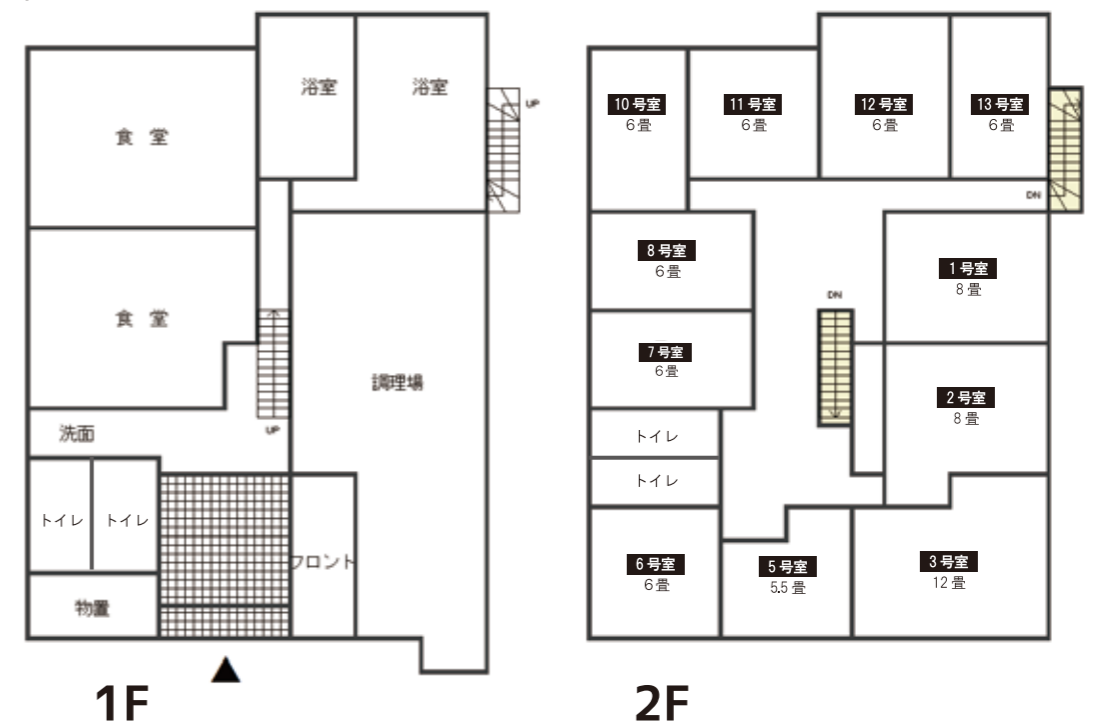 浴室
浴室
UP
食 堂
食 堂
調理場
UP
洗面
トイレ
トイレ
フロント
物置
1F
10号室
6畳
11号室
6畳
12号室
6畳
13号室
6畳
DN
8号室
6畳
1号室
8畳
DN
7号室
6畳
2号室
8畳
トイレ
トイレ
6号室
6畳
5号室
5.5畳
3号室
12畳
2F